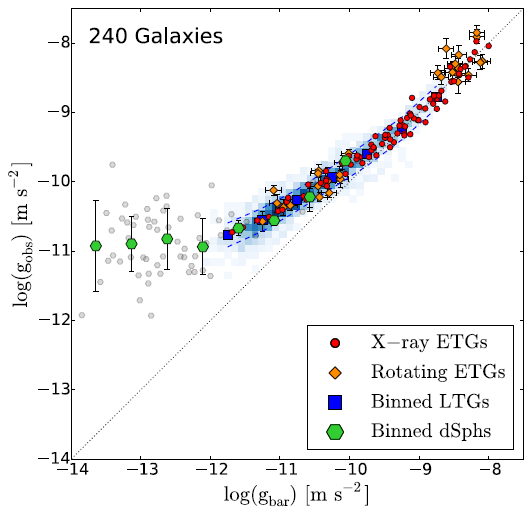 240 Galaxies
−8
−9
−10
−11
−12
−13
−14
log(g_obs) [m s⁻²]
X−ray ETGs
Rotating ETGs
Binned LTGs
Binned dSphs
−14 −13 −12 −11 −10 −9 −8
log(g_bar) [m s⁻²]